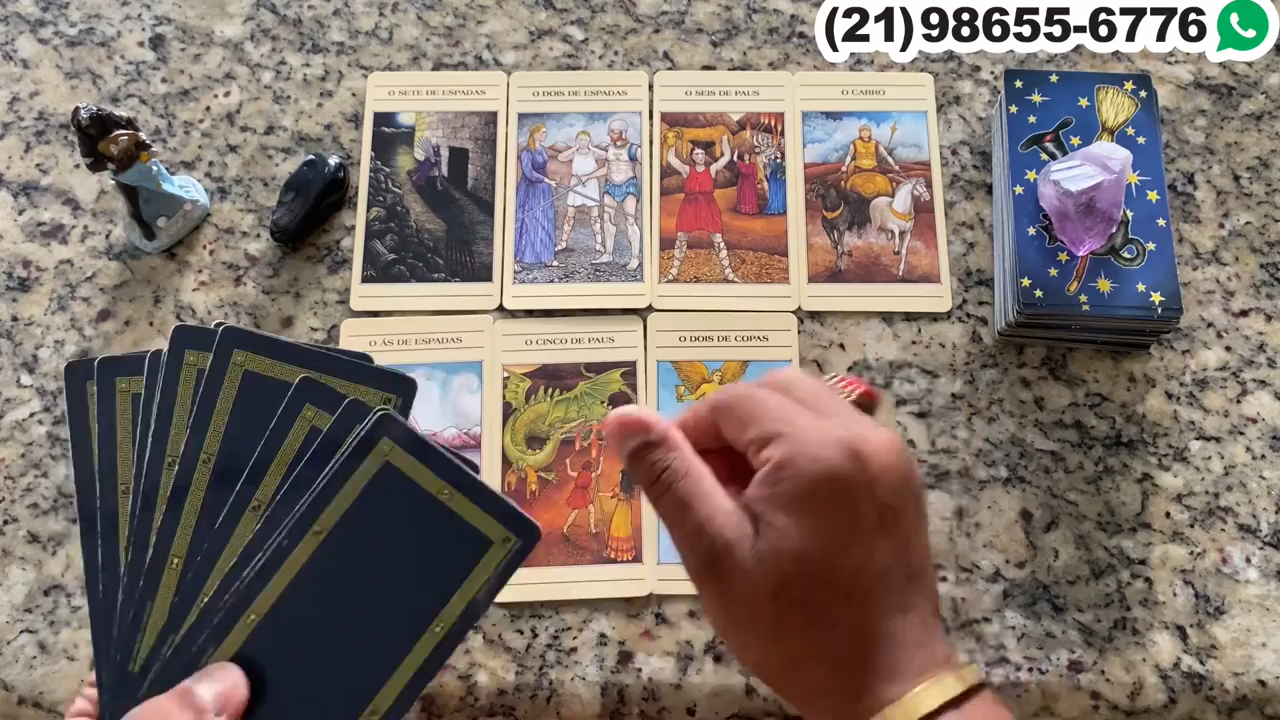 (21)98655-6776
O SETE DE ESPADAS
O DOIS DE ESPADAS
O SEIS DE PAUS
O CARRO
O ÁS DE ESPADAS
O CINCO DE PAUS
O DOIS DE COPAS